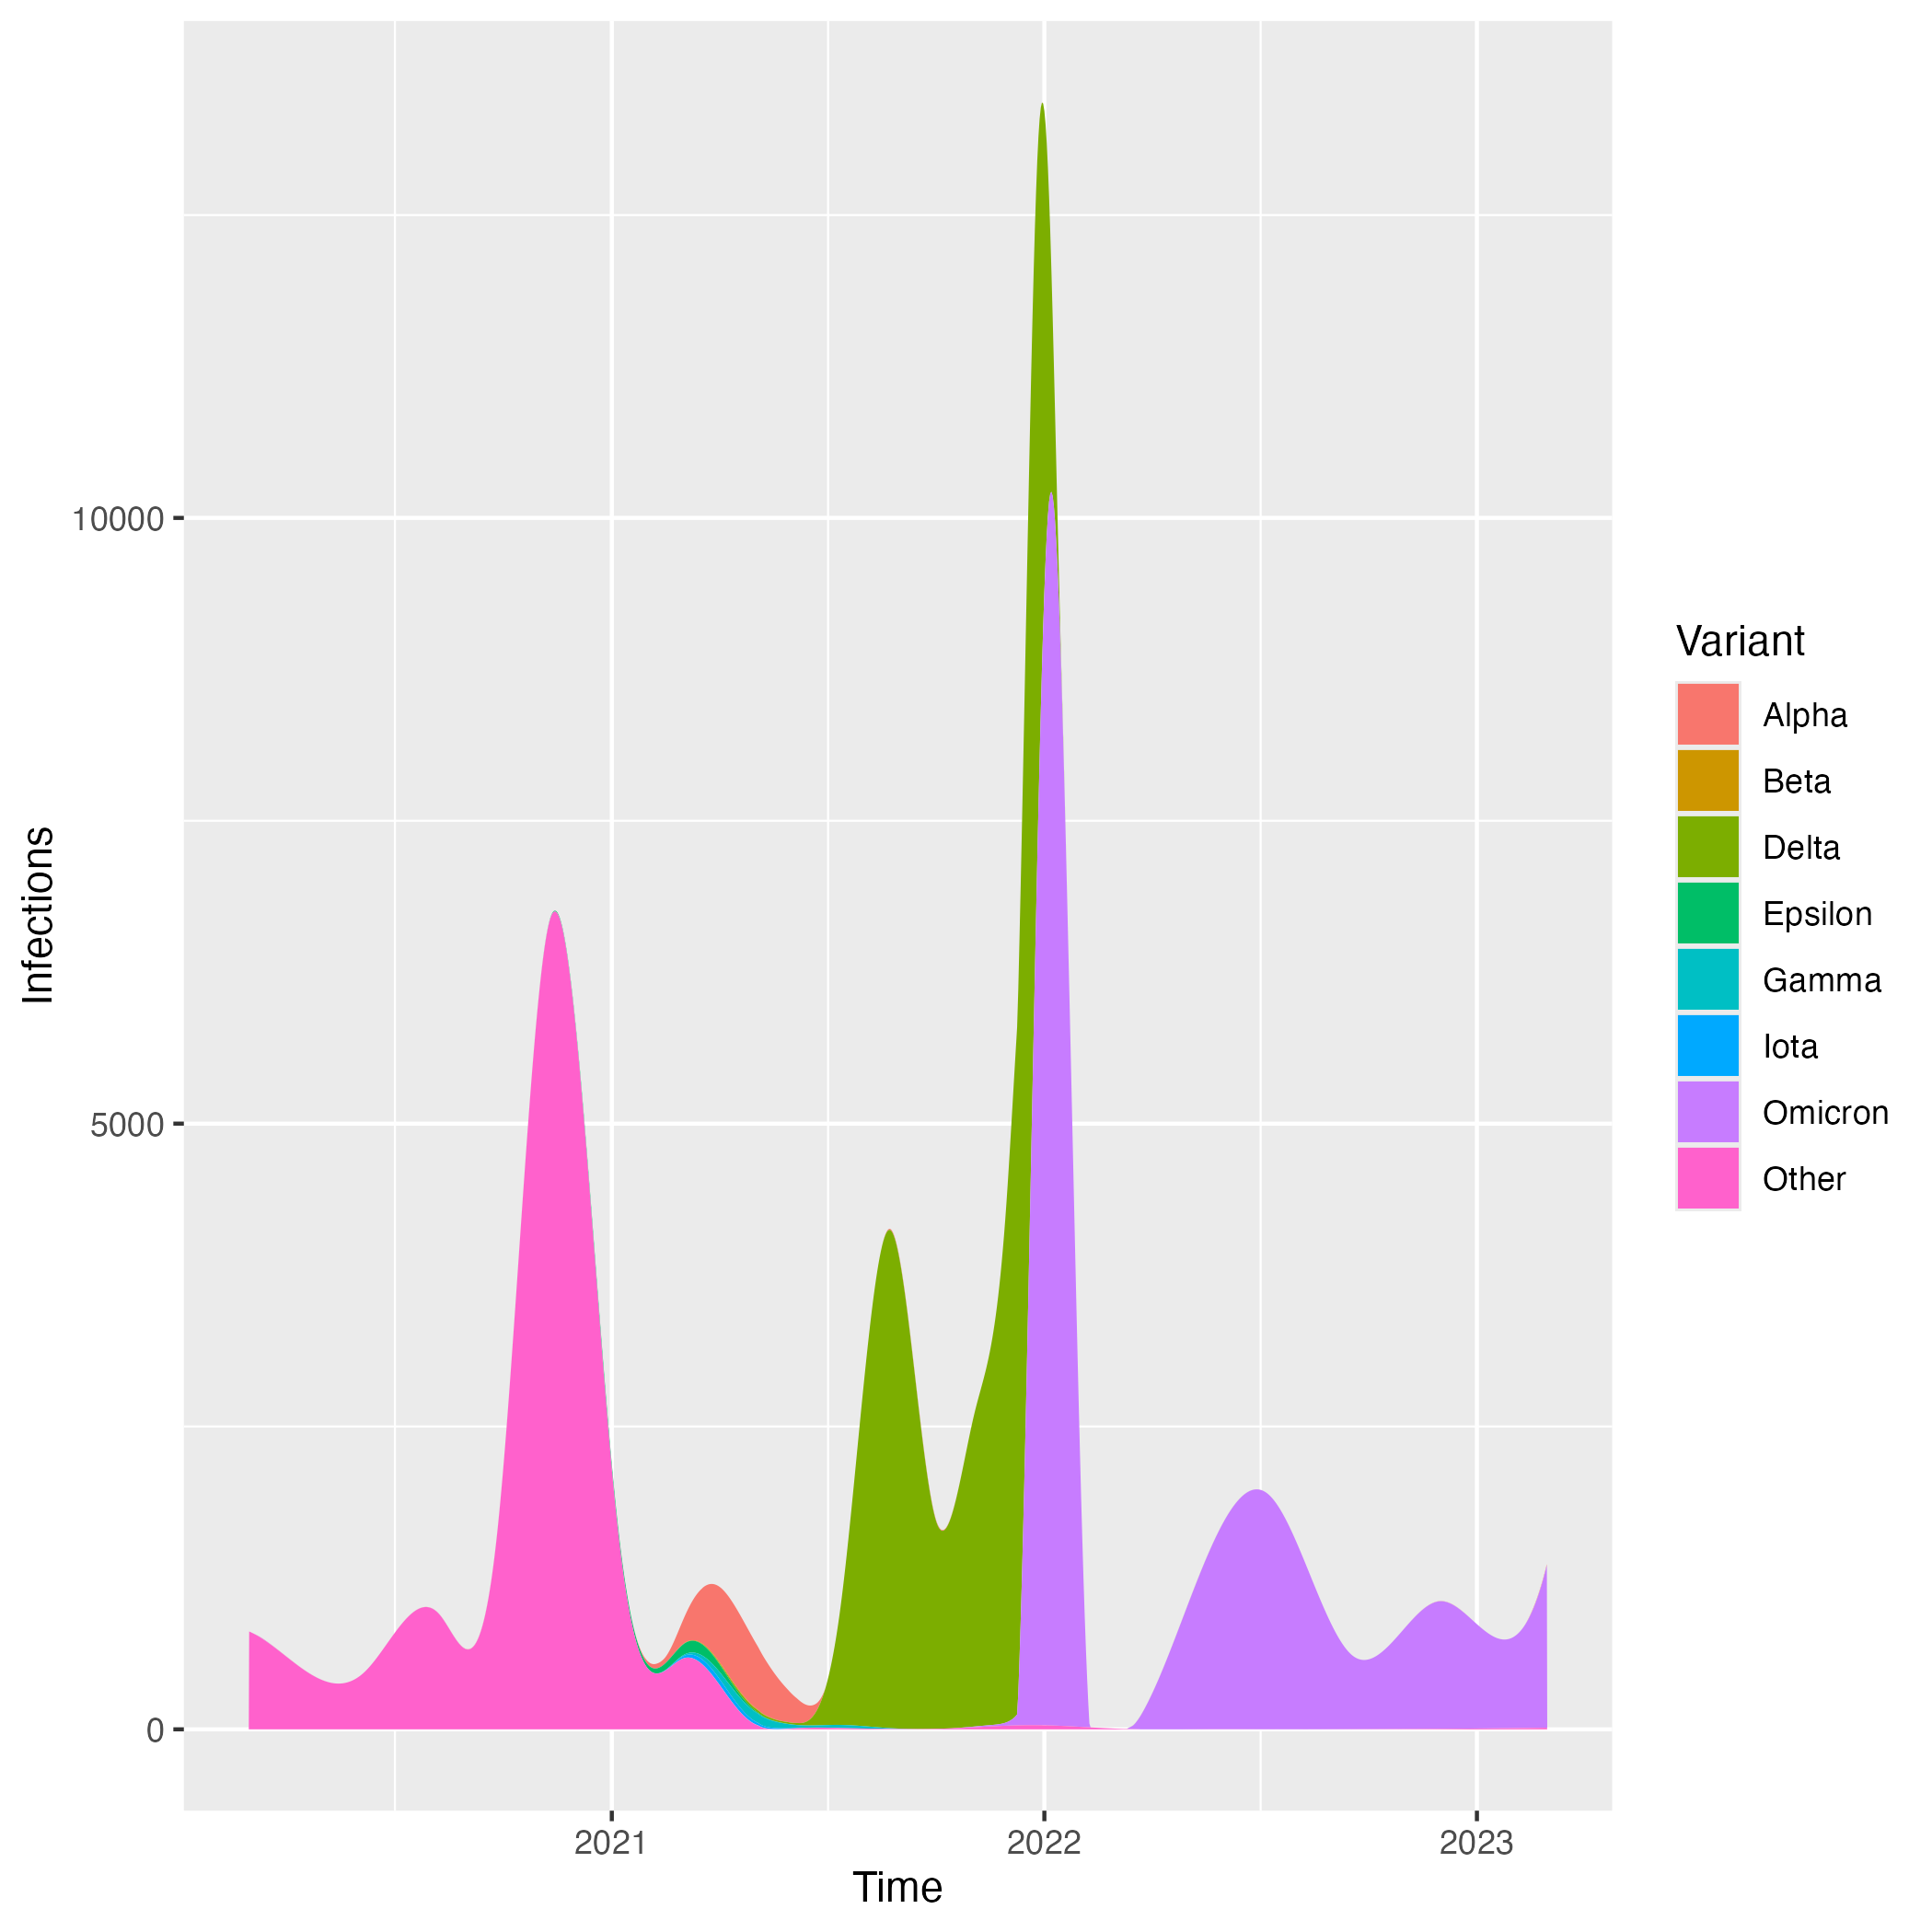 10000
5000
0
Infections
2021
2022
2023
Time
Variant
Alpha
Beta
Delta
Epsilon
Gamma
Iota
Omicron
Other